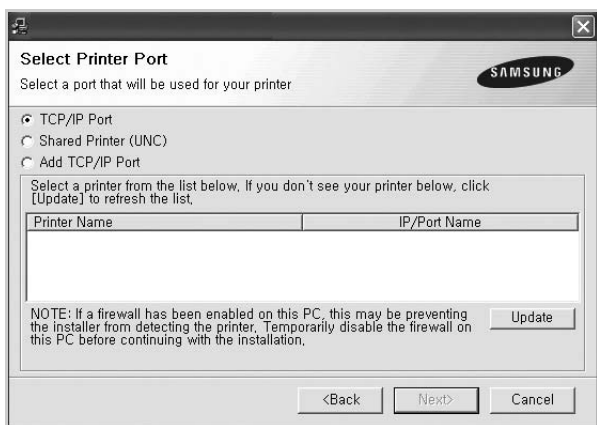 Select Printer Port
Select a port that will be used for your printer
SAMSUNG
TCP/IP Port
Shared Printer (UNC)
Add TCP/IP Port
Select a printer from the list below, If you don't see your printer below, click
[Update] to refresh the list,
Printer Name IP/Port Name
NOTE: If a firewall has been enabled on this PC, this may be preventing
the installer from detecting the printer, Temporarily disable the firewall on
this PC before continuing with the installation,
Update
<Back Next> Cancel